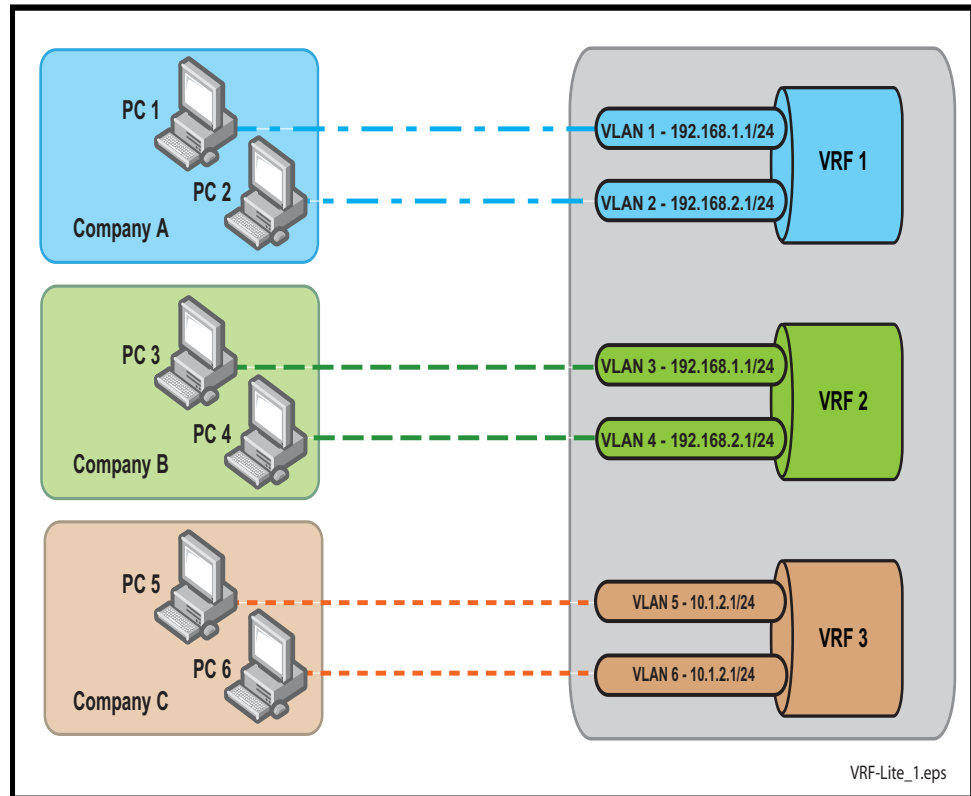 PC 1
PC 2
Company A
VLAN 1 - 192.168.1.1/24
VLAN 2 - 192.168.2.1/24
VRF 1
PC 3
PC 4
Company B
VLAN 3 - 192.168.1.1/24
VLAN 4 - 192.168.2.1/24
VRF 2
PC 5
PC 6
Company C
VLAN 5 - 10.1.2.1/24
VLAN 6 - 10.1.2.1/24
VRF 3
VRF-Lite_1.eps